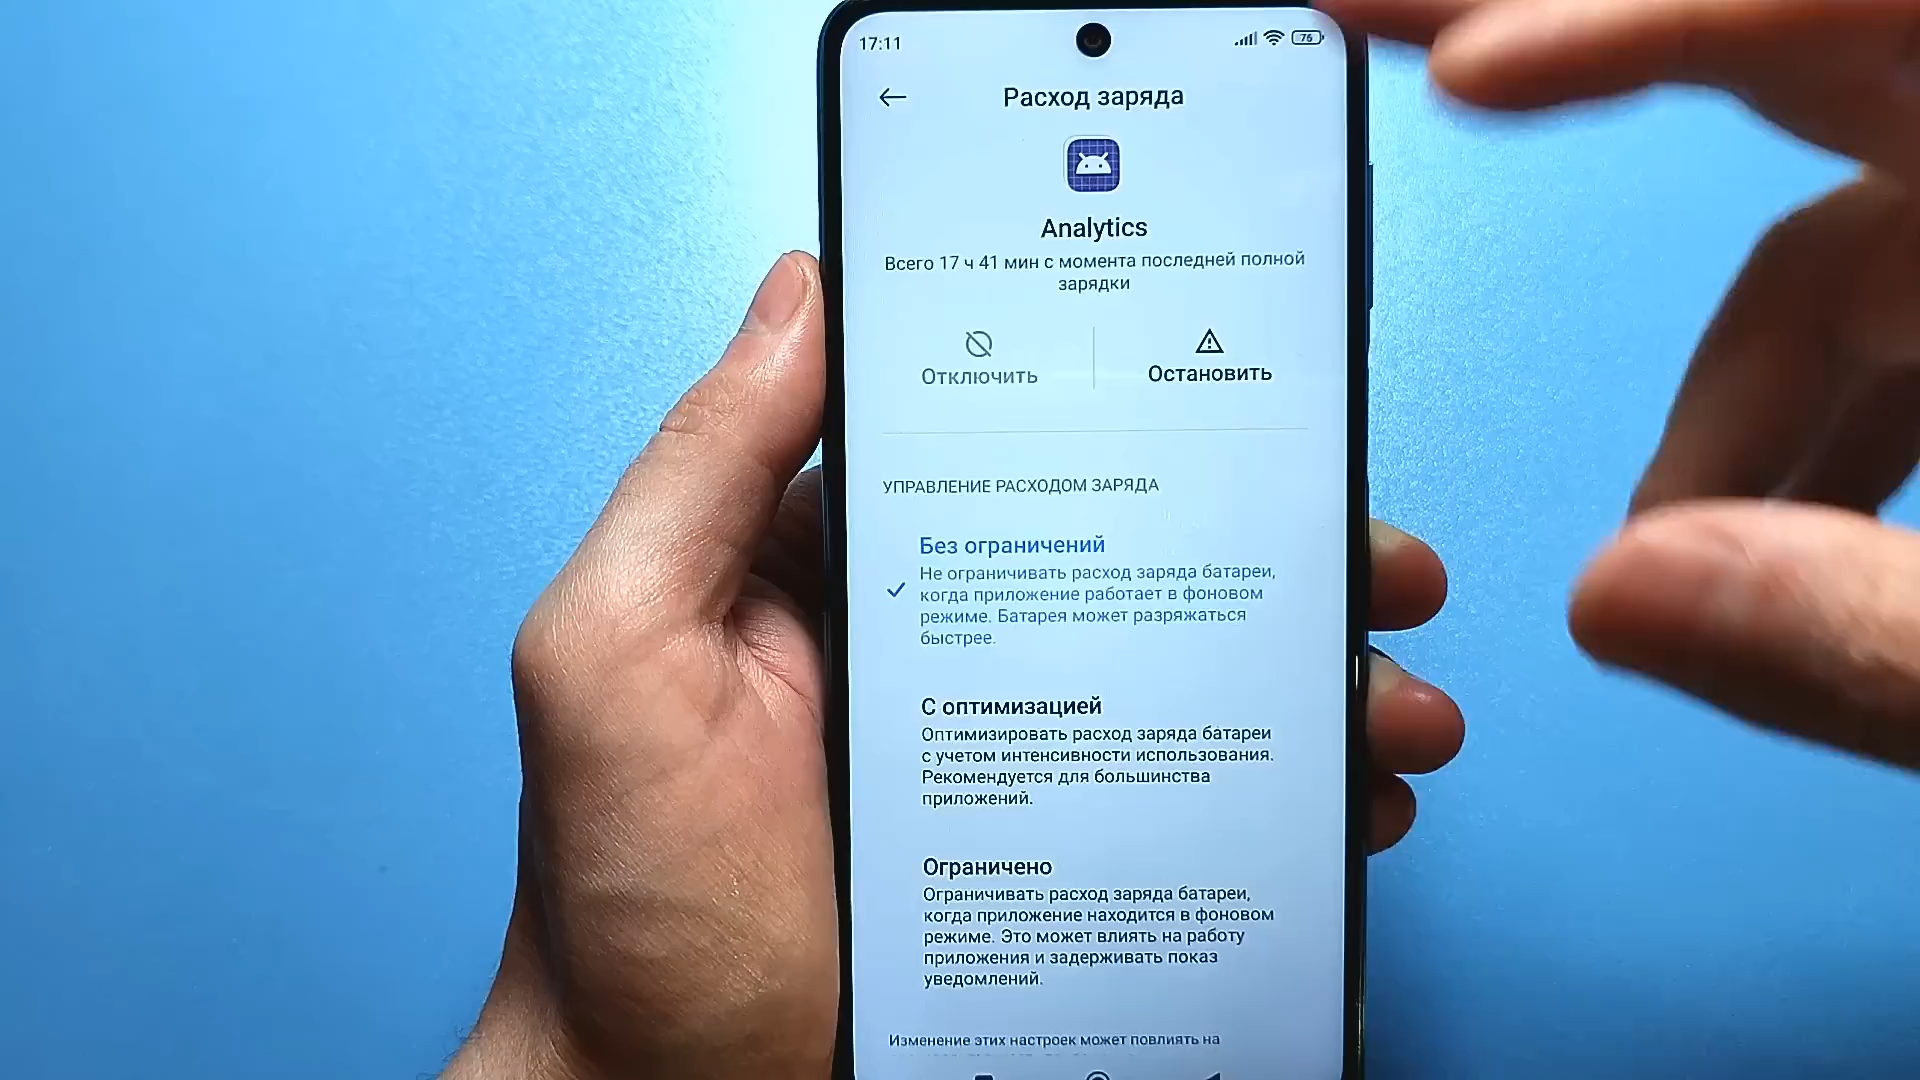 17:11
76
Расход заряда
Analytics
Всего 17 ч 41 мин с момента последней полной
зарядки
Отключить
Остановить
УПРАВЛЕНИЕ РАСХОДОМ ЗАРЯДА
Без ограничений
Не ограничивать расход заряда батареи,
когда приложение работает в фоновом
режиме. Батарея может разряжаться
быстрее.
С оптимизацией
Оптимизировать расход заряда батареи
с учетом интенсивности использования.
Рекомендуется для большинства
приложений.
Ограничено
Ограничивать расход заряда батареи,
когда приложение находится в фоновом
режиме. Это может влиять на работу
приложения и задерживать показ
уведомлений.
Изменение этих настроек может повлиять на